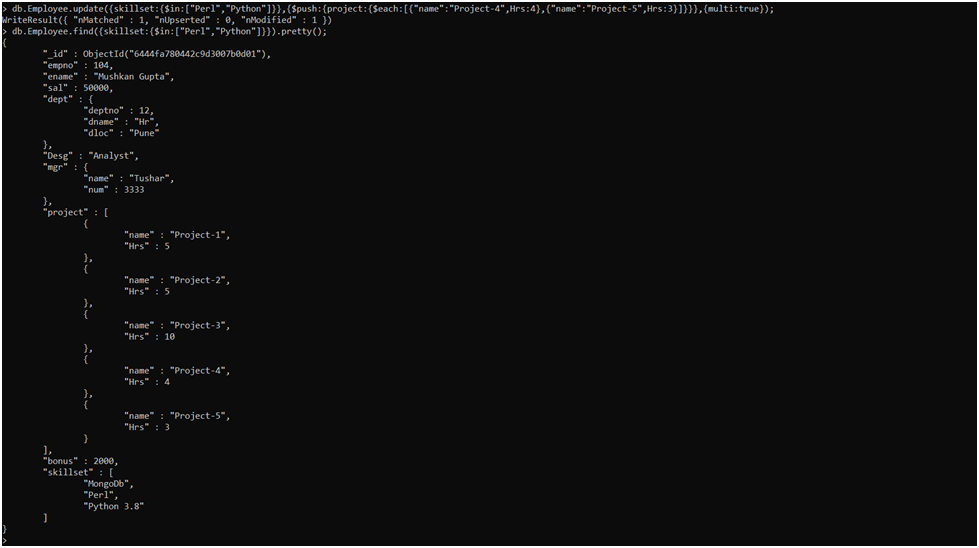 > db.Employee.update({skillset:{$in:["Perl","Python"]}},{$push:{project:{$each:[{"name":"Project-4",Hrs:4},{"name":"Project-5",Hrs:3}]}}},{multi:true});
WriteResult({ "nMatched" : 1, "nUpserted" : 0, "nModified" : 1 })
> db.Employee.find({skillset:{$in:["Perl","Python"]}}).pretty();
{
        "_id" : ObjectId("6444fa780442c9d3007b0d01"),
        "empno" : 104,
        "ename" : "Mushkan Gupta",
        "sal" : 50000,
        "dept" : {
                "deptno" : 12,
                "dname" : "Hr",
                "dloc" : "Pune"
        },
        "Desg" : "Analyst",
        "mgr" : {
                "name" : "Tushar",
                "num" : 3333
        },
        "project" : [
                {
                        "name" : "Project-1",
                        "Hrs" : 5
                },
                {
                        "name" : "Project-2",
                        "Hrs" : 5
                },
                {
                        "name" : "Project-3",
                        "Hrs" : 10
                },
                {
                        "name" : "Project-4",
                        "Hrs" : 4
                },
                {
                        "name" : "Project-5",
                        "Hrs" : 3
                }
        ],
        "bonus" : 2000,
        "skillset" : [
                "MongoDb",
                "Perl",
                "Python 3.8"
        ]
}
>